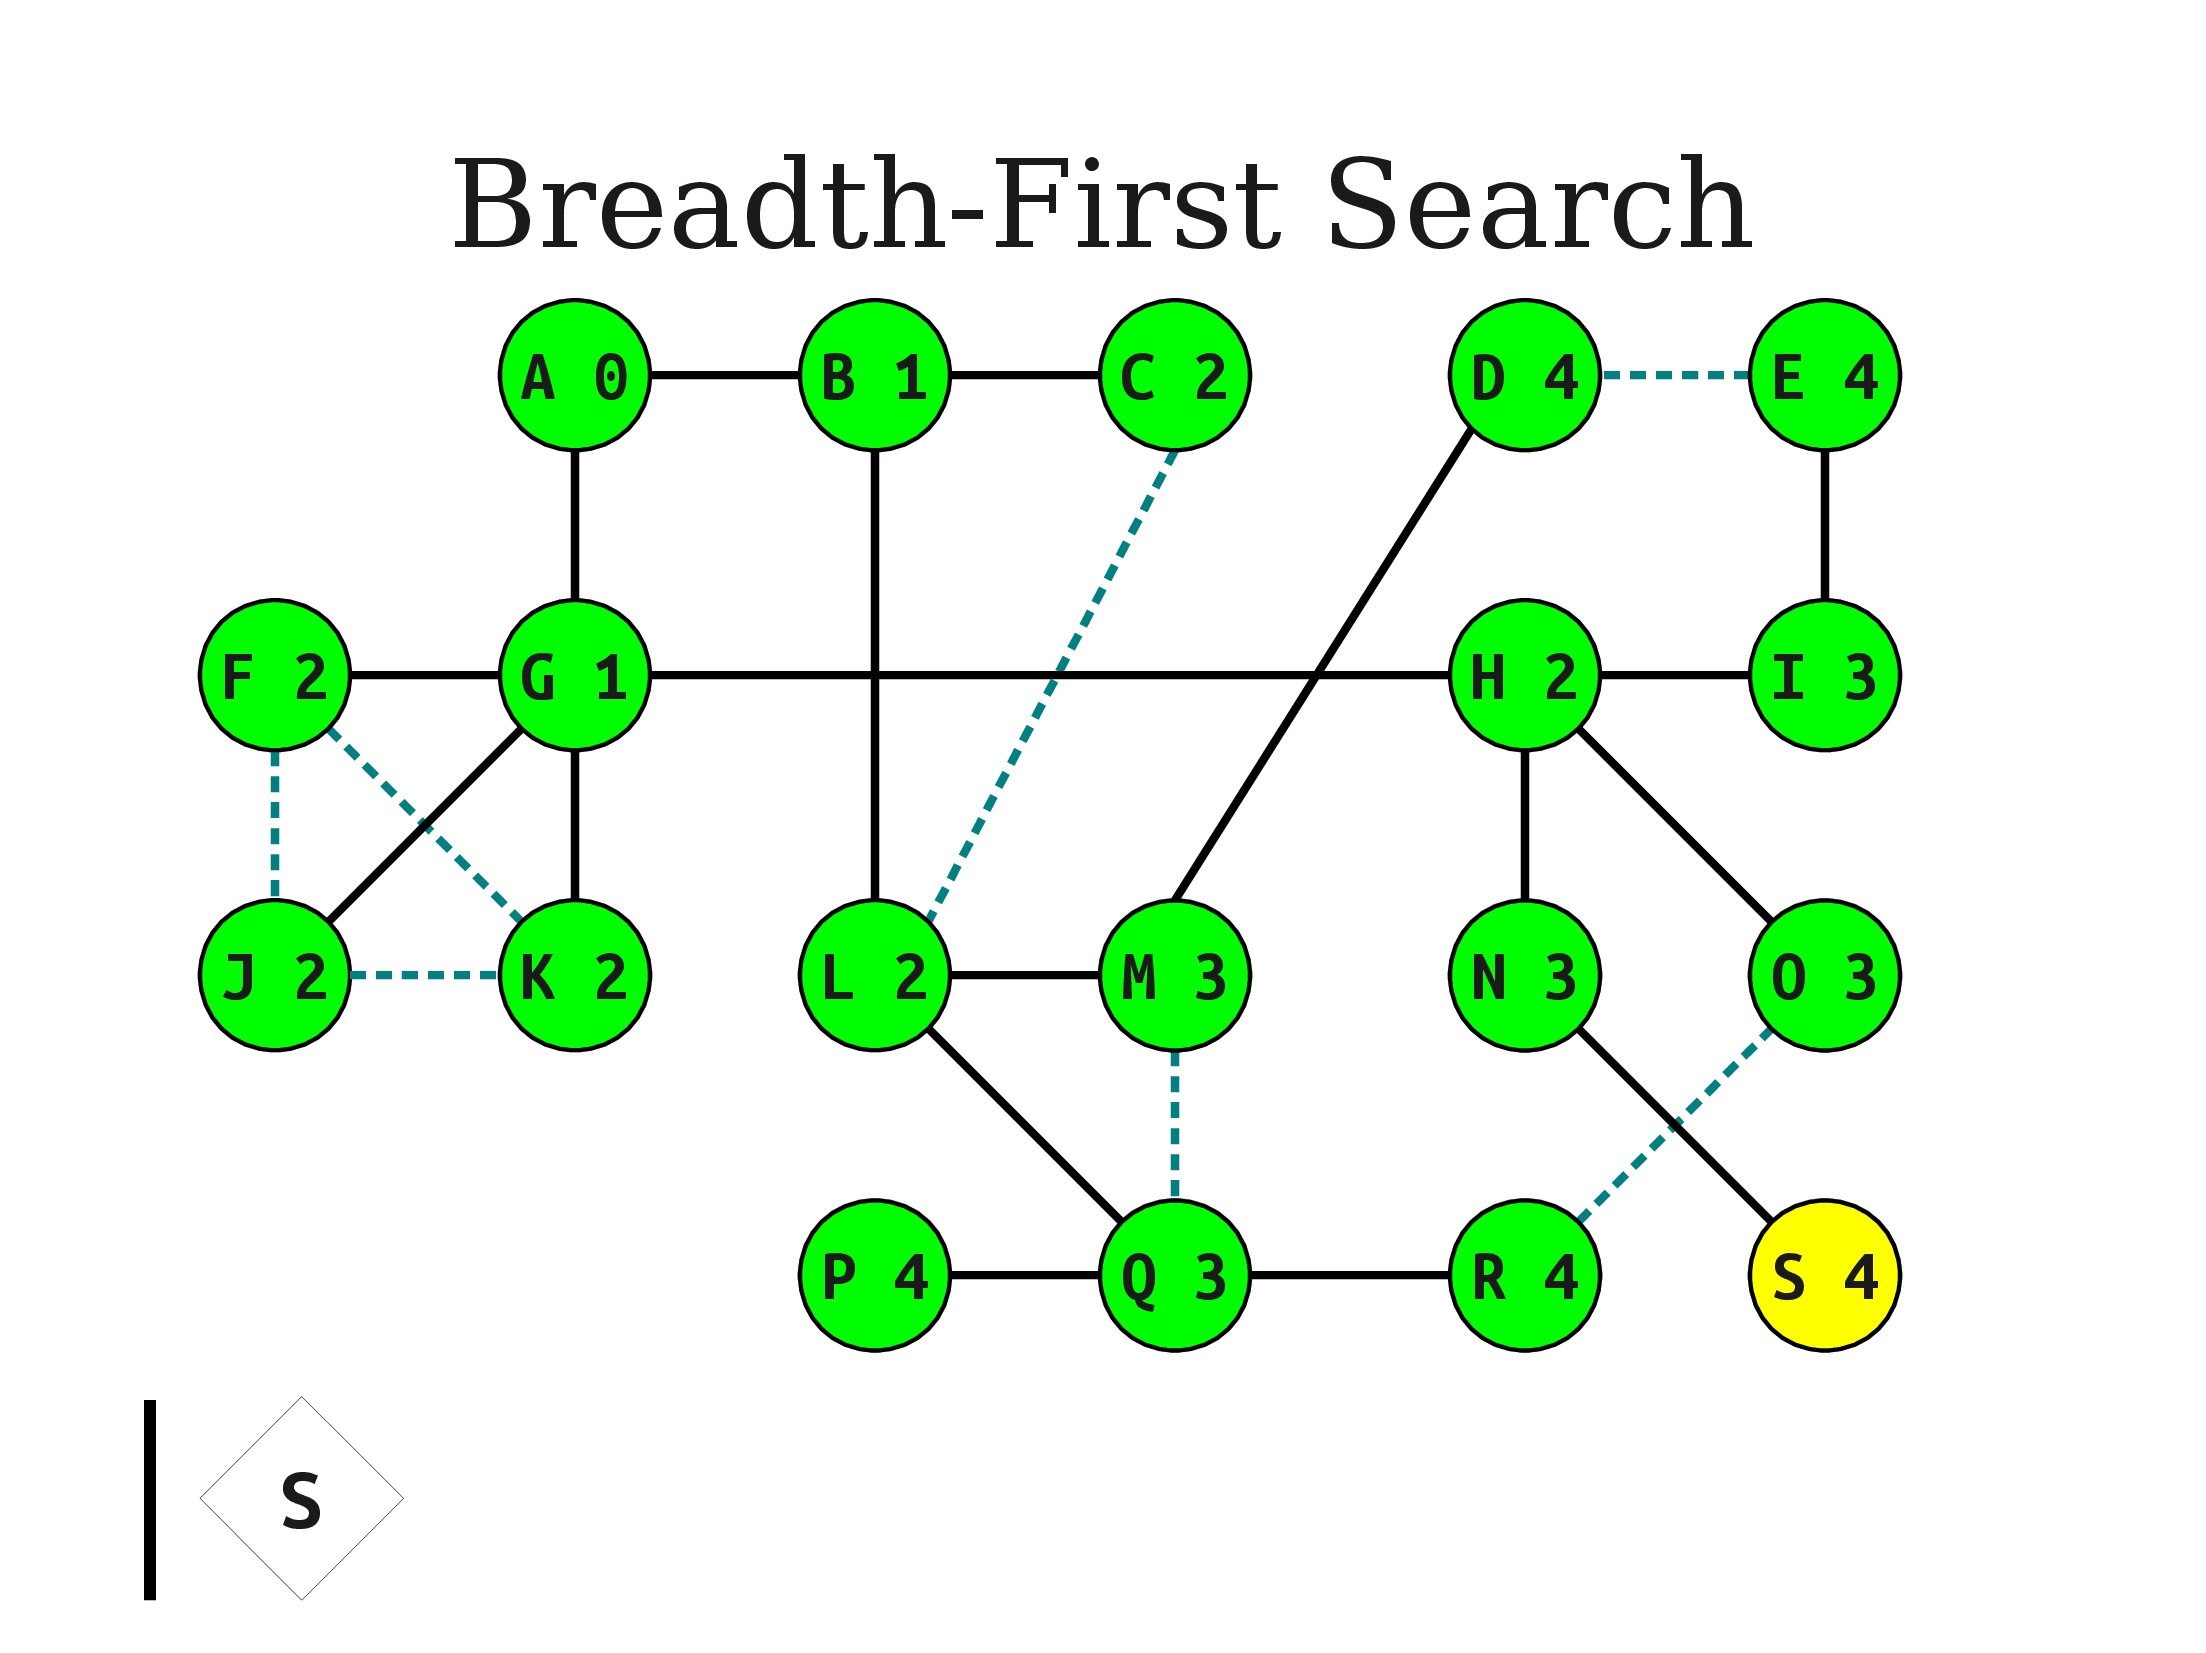 Breadth-First Search
A 0 B 1 C 2 D 4 E 4
F 2 G 1 H 2 I 3
J 2 K 2 L 2 M 3 N 3 O 3
P 4 Q 3 R 4 S 4
S